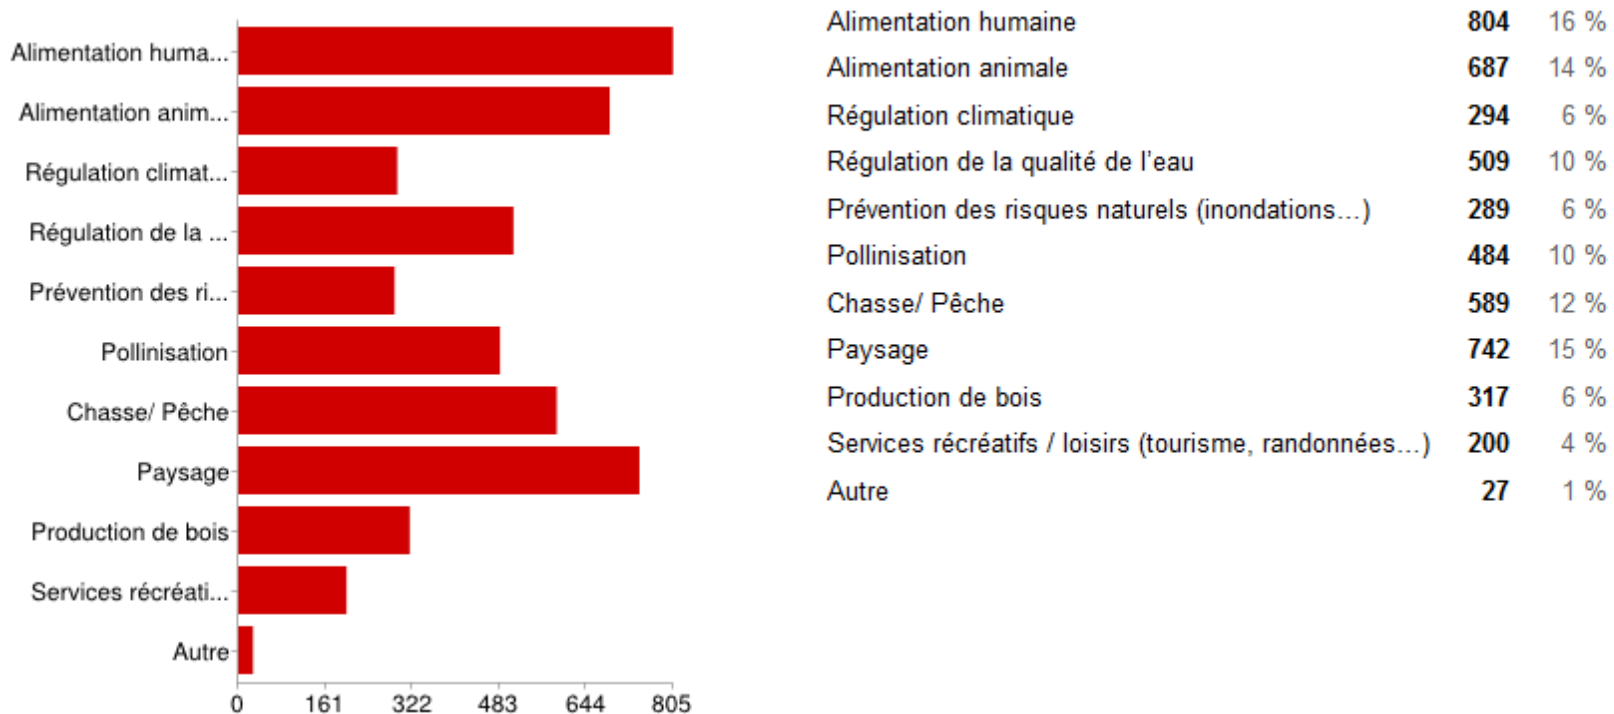 Alimentation huma...
Alimentation anim...
Régulation climat...
Régulation de la ...
Prévention des ri...
Pollinisation
Chasse/ Pêche
Paysage
Production de bois
Services récréati...
Autre
0 161 322 483 644 805
Alimentation humaine 804 16 %
Alimentation animale 687 14 %
Régulation climatique 294 6 %
Régulation de la qualité de l'eau 509 10 %
Prévention des risques naturels (inondations...) 289 6 %
Pollinisation 484 10 %
Chasse/ Pêche 589 12 %
Paysage 742 15 %
Production de bois 317 6 %
Services récréatifs / loisirs (tourisme, randonnées...) 200 4 %
Autre 27 1 %